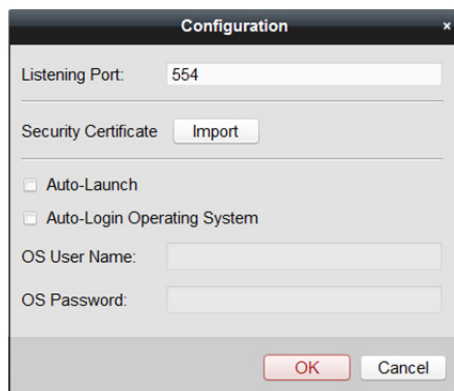 Configuration ×
Listening Port: 554
Security Certificate Import
Auto-Launch
Auto-Login Operating System
OS User Name:
OS Password:
OK Cancel